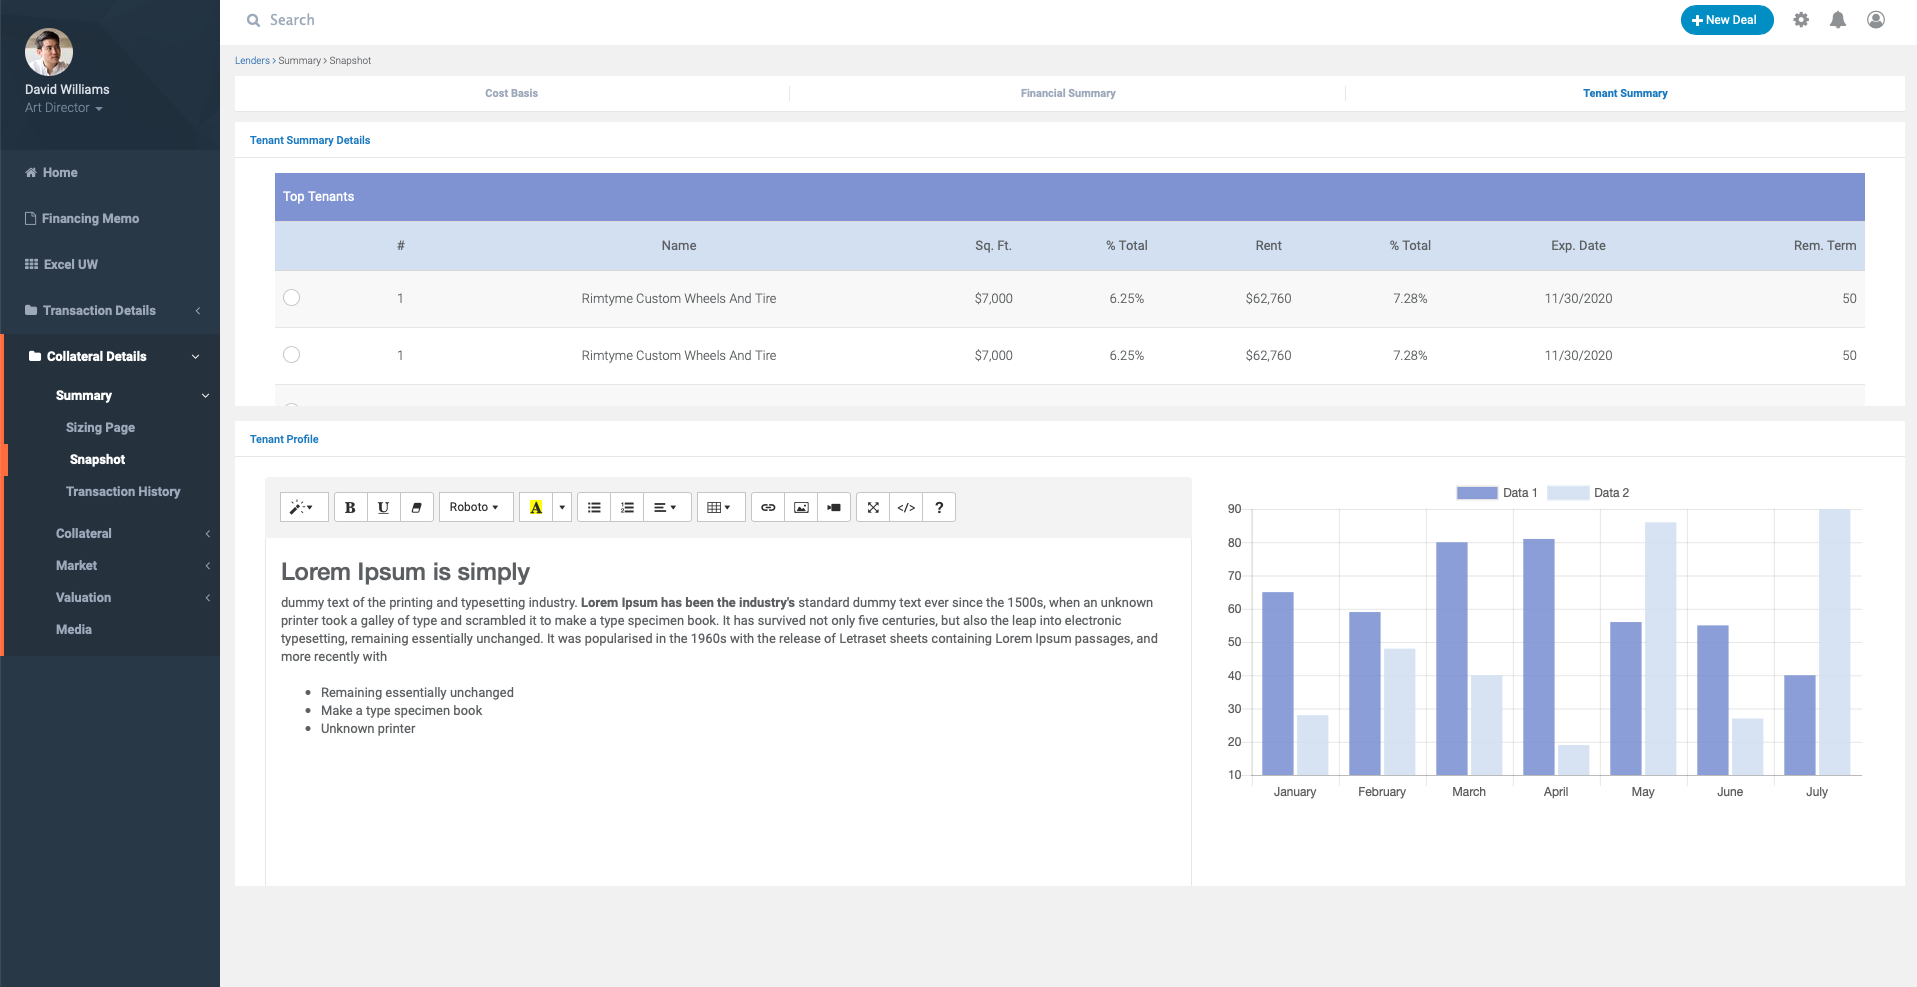 Search
New Deal
David Williams
Art Director
Home
Financing Memo
Excel UW
Transaction Details
Collateral Details
Summary
Sizing Page
Snapshot
Transaction History
Collateral
Market
Valuation
Media
Lenders > Summary > Snapshot
Cost Basis
Financial Summary
Tenant Summary
Tenant Summary Details
Top Tenants
# Name Sq. Ft. % Total Rent % Total Exp. Date Rem. Term
1 Rimtyme Custom Wheels And Tire $7,000 6.25% $62,760 7.28% 11/30/2020 50
1 Rimtyme Custom Wheels And Tire $7,000 6.25% $62,760 7.28% 11/30/2020 50
Tenant Profile
B U Roboto A </> ?
Lorem Ipsum is simply
dummy text of the printing and typesetting industry. Lorem Ipsum has been the industry's standard dummy text ever since the 1500s, when an unknown
printer took a galley of type and scrambled it to make a type specimen book. It has survived not only five centuries, but also the leap into electronic
typesetting, remaining essentially unchanged. It was popularised in the 1960s with the release of Letraset sheets containing Lorem Ipsum passages, and
more recently with
• Remaining essentially unchanged
• Make a type specimen book
• Unknown printer
Data 1 Data 2
90
80
70
60
50
40
30
20
10
January February March April May June July